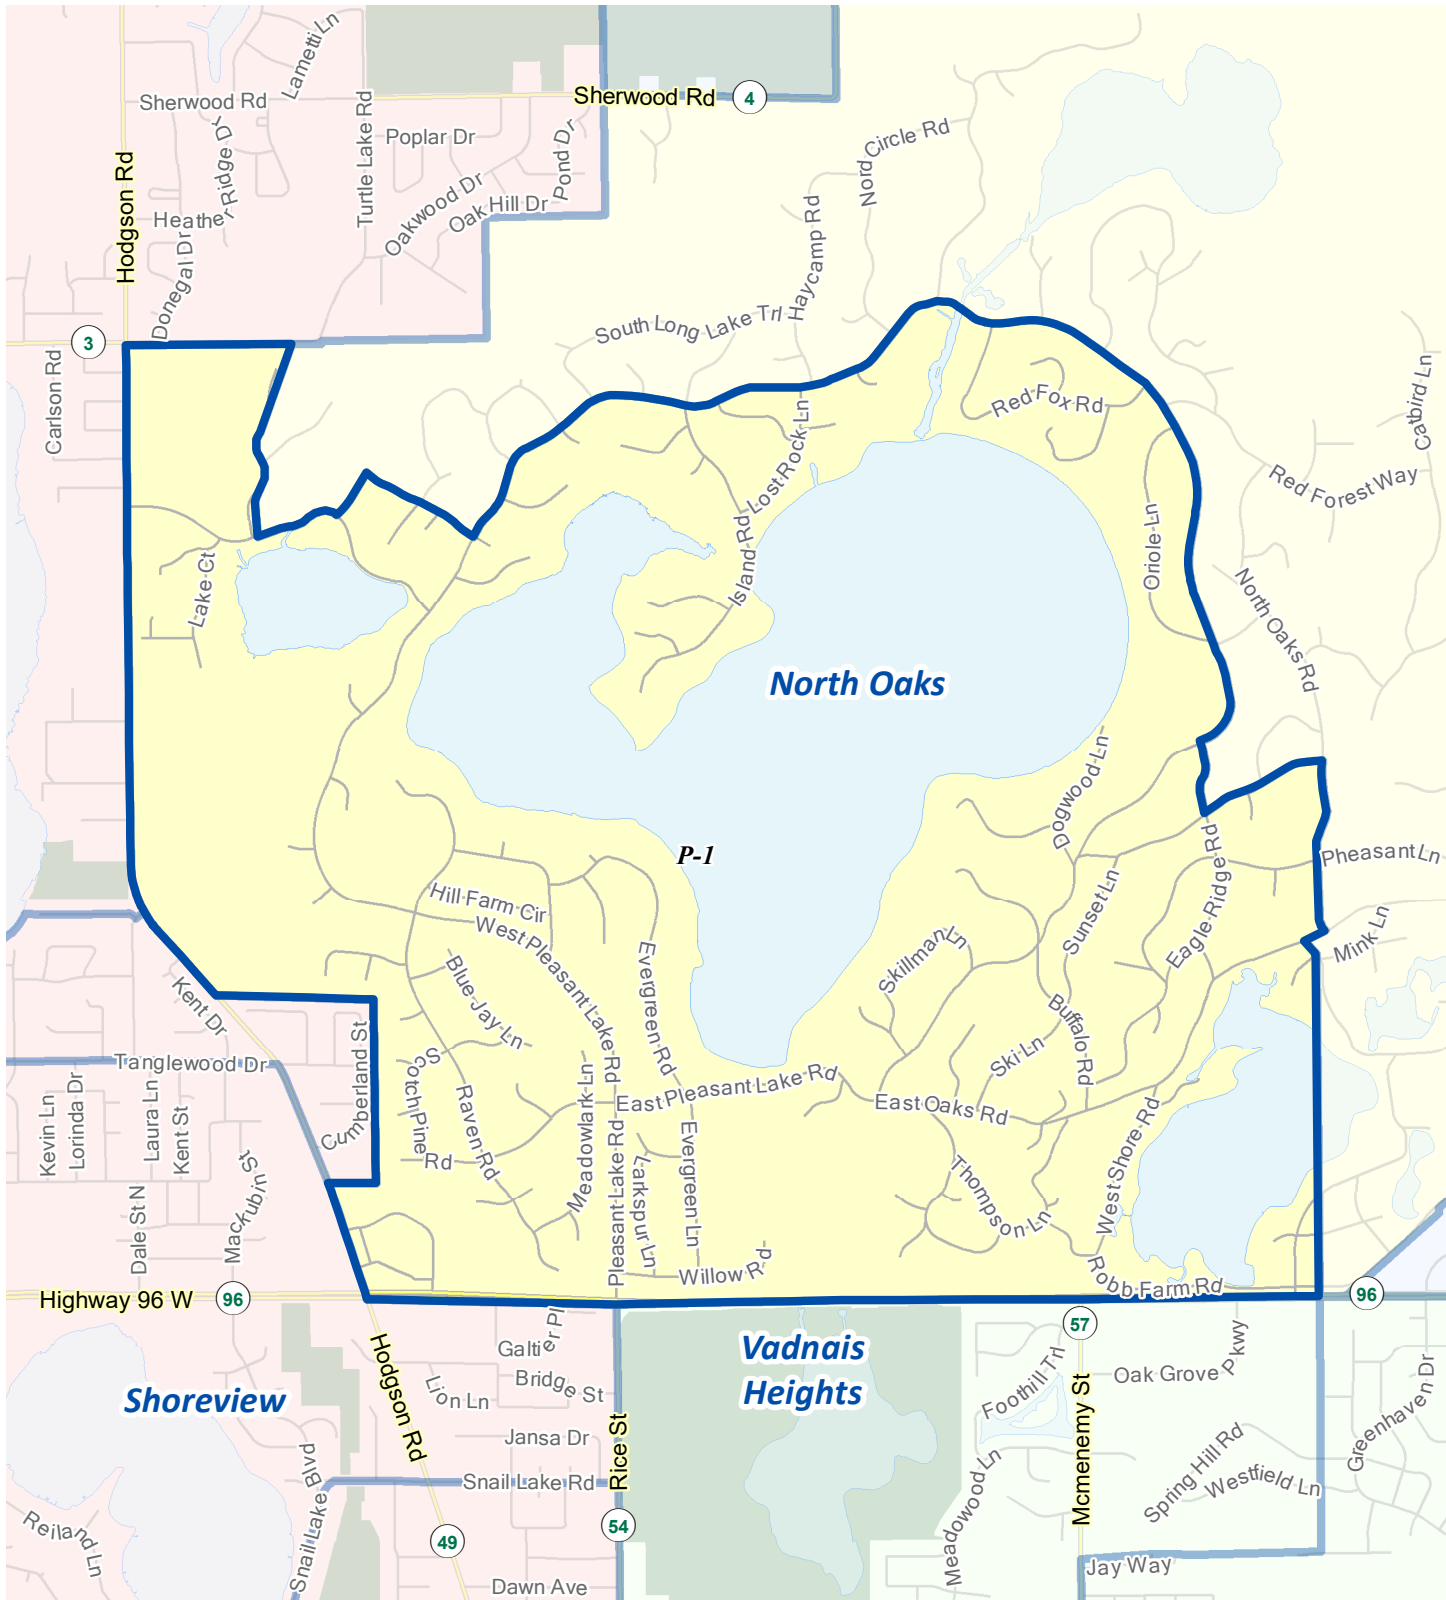 Lametti Ln
Sherwood Rd
Sherwood Rd
4
Turtle Lake Rd
Poplar Dr
Pond Dr
Nord Circle Rd
Hodgson Rd
Heather Ridge Dr
Oakwood Dr
Oak Hill Dr
Haycamp Rd
Donegal Dr
South Long Lake Trl
3
Carlson Rd
Red Fox Rd
Catbird Ln
Lost Rock Ln
Red Forest Way
Island Rd
Oriole Ln
Lake Ct
North Oaks Rd
North Oaks
Dogwood Ln
P-1
Eagle Ridge Rd
Pheasant Ln
Hill Farm Cir
West Pleasant Lake Rd
Sunset Ln
Skillman Ln
Mink Ln
Evergreen Rd
Blue Jay Ln
Kent Dr
Buffalo Rd
Ski Ln
Tanglewood Dr
Cumberland St
Scotch Pine Rd
Raven Rd
Meadowlark Ln
East Pleasant Lake Rd
East Oaks Rd
West Shore Rd
Kevin Ln
Lorinda Dr
Laura Ln
Kent St
Mackubin St
Dale St N
Pleasant Lake Rd
Larkspur Ln
Evergreen Ln
Thompson Ln
Willow Rd
Robb Farm Rd
Highway 96 W
96
96
57
Galtier Pl
Vadnais
Heights
Hodgson Rd
Lion Ln
Bridge St
Foothill Trl
Oak Grove Pkwy
Shoreview
Mcmenemy St
Greenhaven Dr
Jansa Dr
Rice St
Spring Hill Rd
Westfield Ln
Snail Lake Rd
Snail Lake Blvd
Meadowood Ln
Reiland Ln
49
54
Jay Way
Dawn Ave